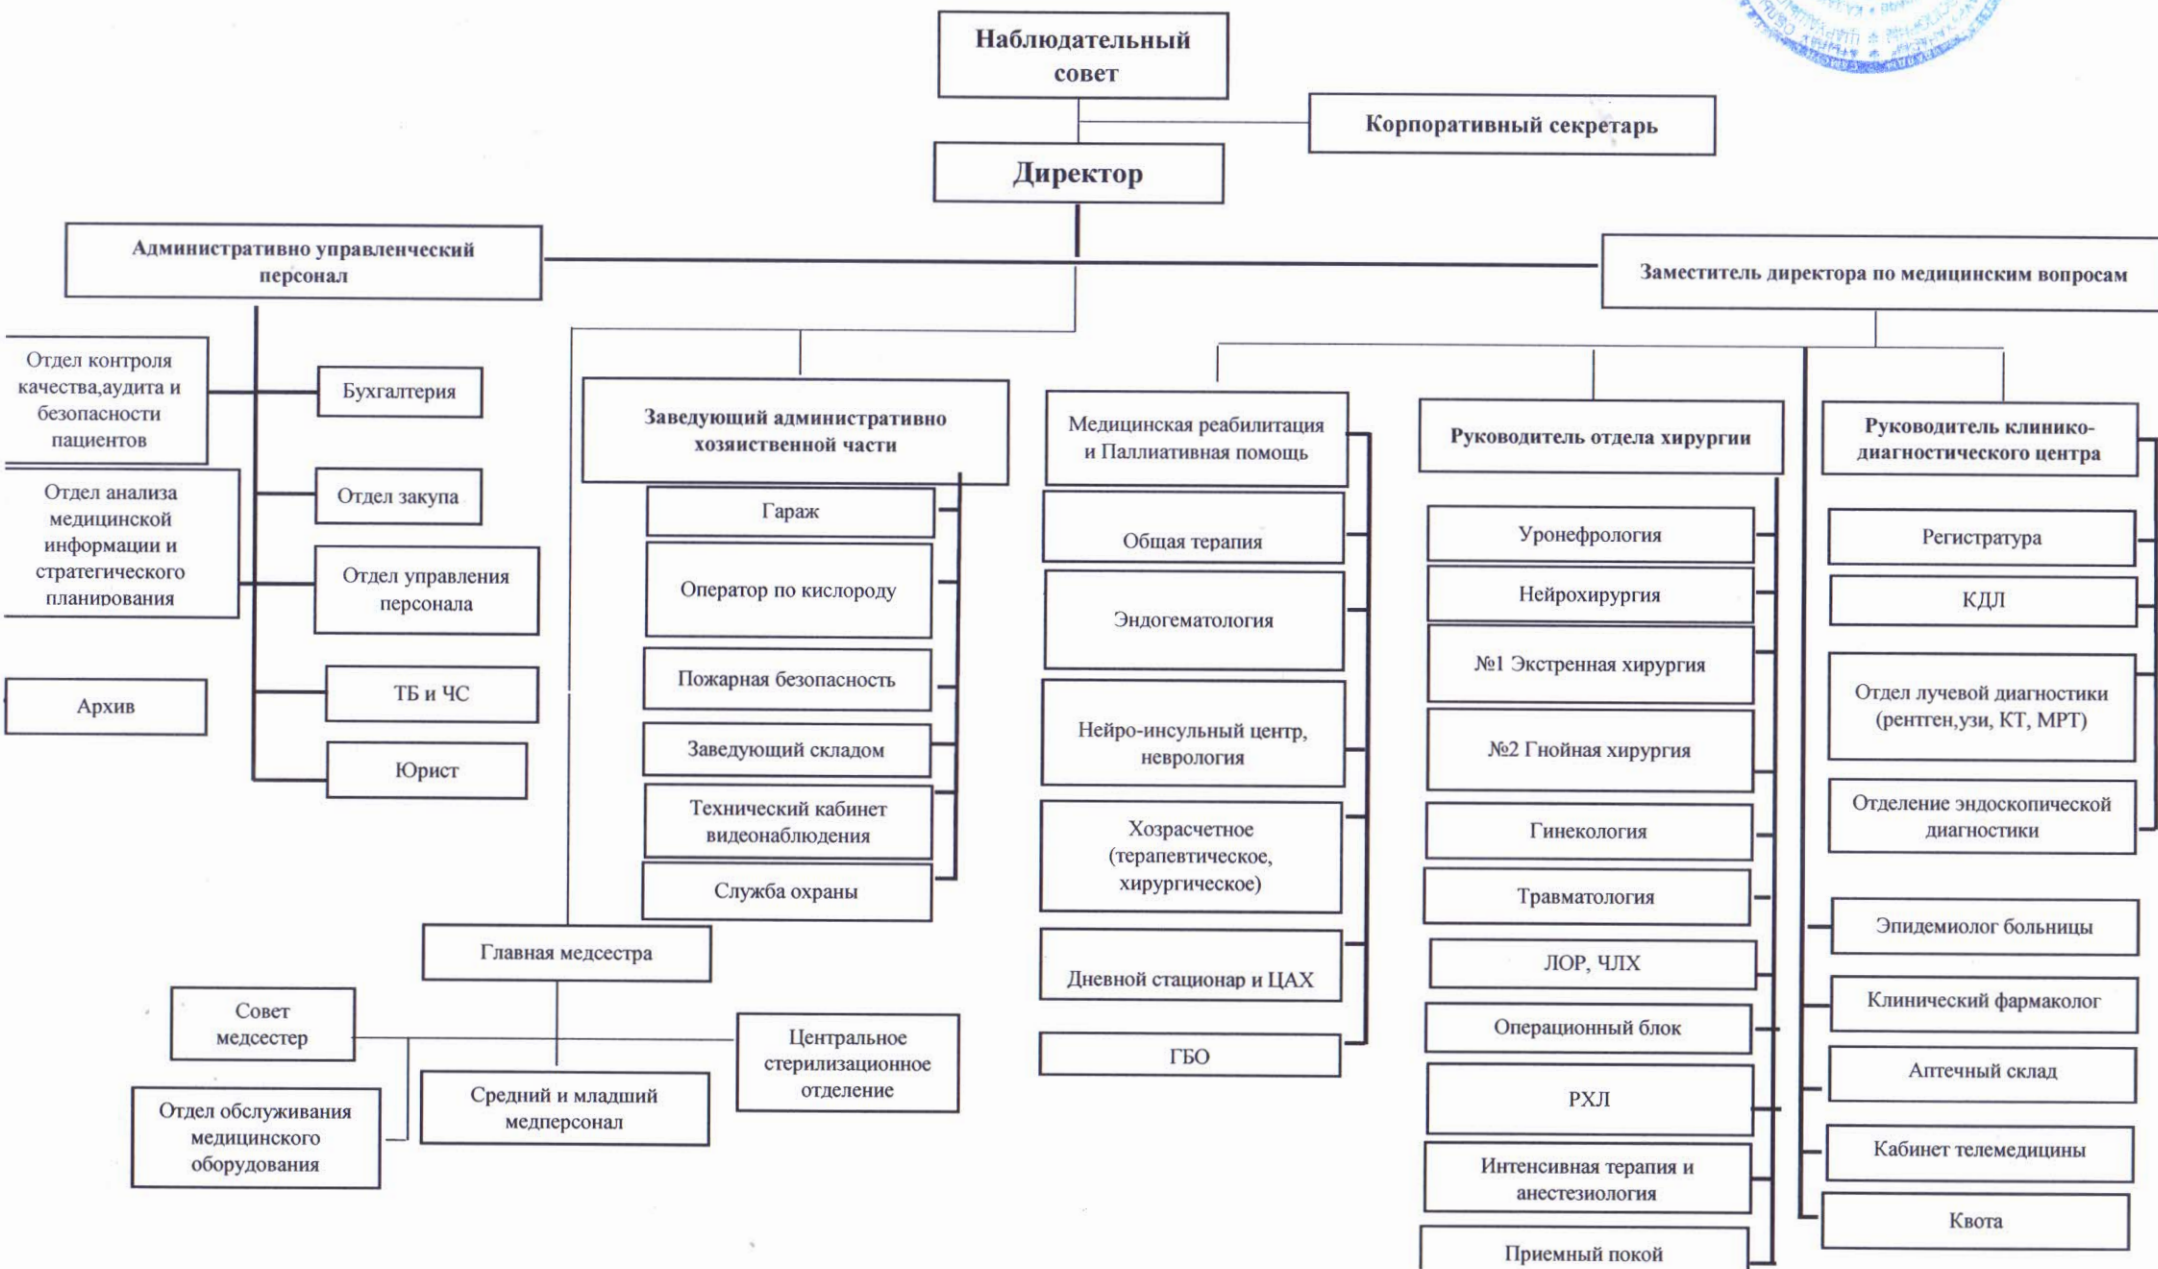 Наблюдательный
совет
Корпоративный секретарь
Директор
Административно управленческий
персонал
Заместитель директора по медицинским вопросам
Отдел контроля
качества,аудита и
безопасности
пациентов
Бухгалтерия
Отдел анализа
медицинской
информации и
стратегического
планирования
Отдел закупа
Отдел управления
персонала
Архив
ТБ и ЧС
Юрист
Заведующий административно
хозяиственной части
Гараж
Оператор по кислороду
Пожарная безопасность
Заведующий складом
Технический кабинет
видеонаблюдения
Служба охраны
Главная медсестра
Совет
медсестер
Отдел обслуживания
медицинского
оборудования
Средний и младший
медперсонал
Центральное
стерилизационное
отделение
Медицинская реабилитация
и Паллиативная помощь
Общая терапия
Эндогематология
Нейро-инсульный центр,
неврология
Хозрасчетное
(терапевтическое,
хирургическое)
Дневной стационар и ЦАХ
ГБО
Руководитель отдела хирургии
Уронефрология
Нейрохирургия
№1 Экстренная хирургия
№2 Гнойная хирургия
Гинекология
Травматология
ЛОР, ЧЛХ
Операционный блок
РХЛ
Интенсивная терапия и
анестезиология
Приемный покой
Руководитель клинико-
диагностического центра
Регистратура
КДЛ
Отдел лучевой диагностики
(рентген,узи, КТ, МРТ)
Отделение эндоскопической
диагностики
Эпидемиолог больницы
Клинический фармаколог
Аптечный склад
Кабинет телемедицины
Квота